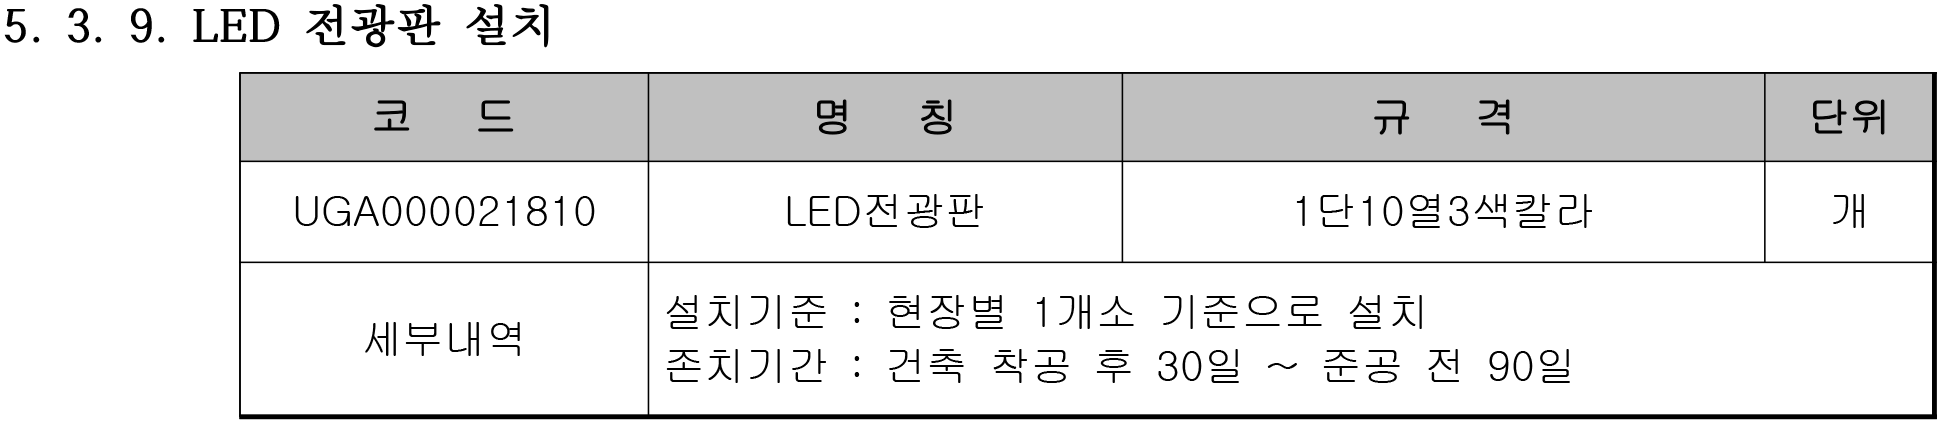 5. 3. 9. LED 전광판 설치
코 드 명 칭 규 격 단위
UGA000021810 LED전광판 1단10열3색칼라 개
세부내역
설치기준 : 현장별 1개소 기준으로 설치
존치기간 : 건축 착공 후 30일 ~ 준공 전 90일